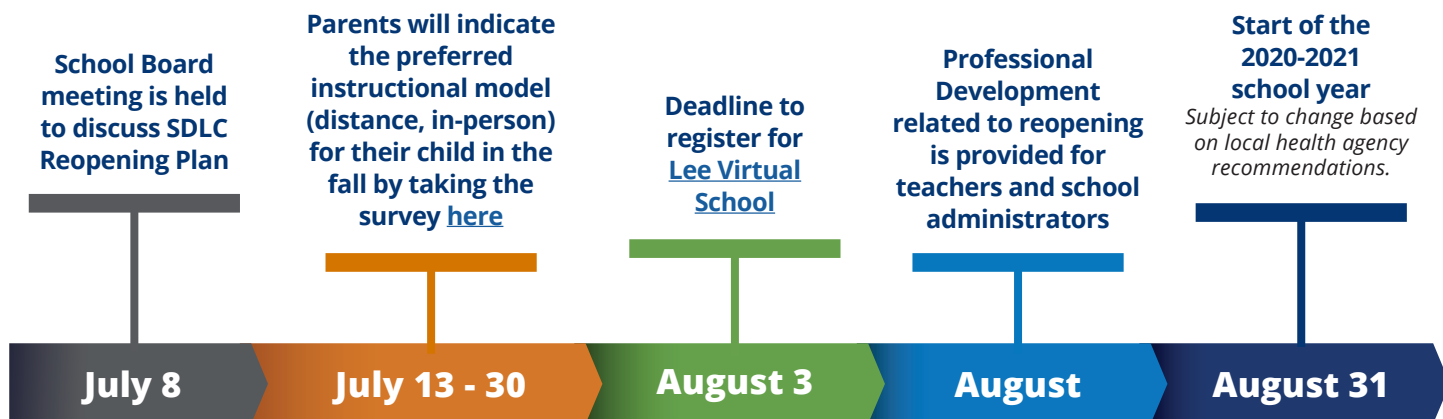 School Board
meeting is held
to discuss SDLC
Reopening Plan
Parents will indicate
the preferred
instructional model
(distance, in-person)
for their child in the
fall by taking the
survey here
Deadline to
register for
Lee Virtual
School
Professional
Development
related to reopening
is provided for
teachers and school
administrators
Start of the
2020-2021
school year
Subject to change based
on local health agency
recommendations.
July 8
July 13 - 30
August 3
August
August 31